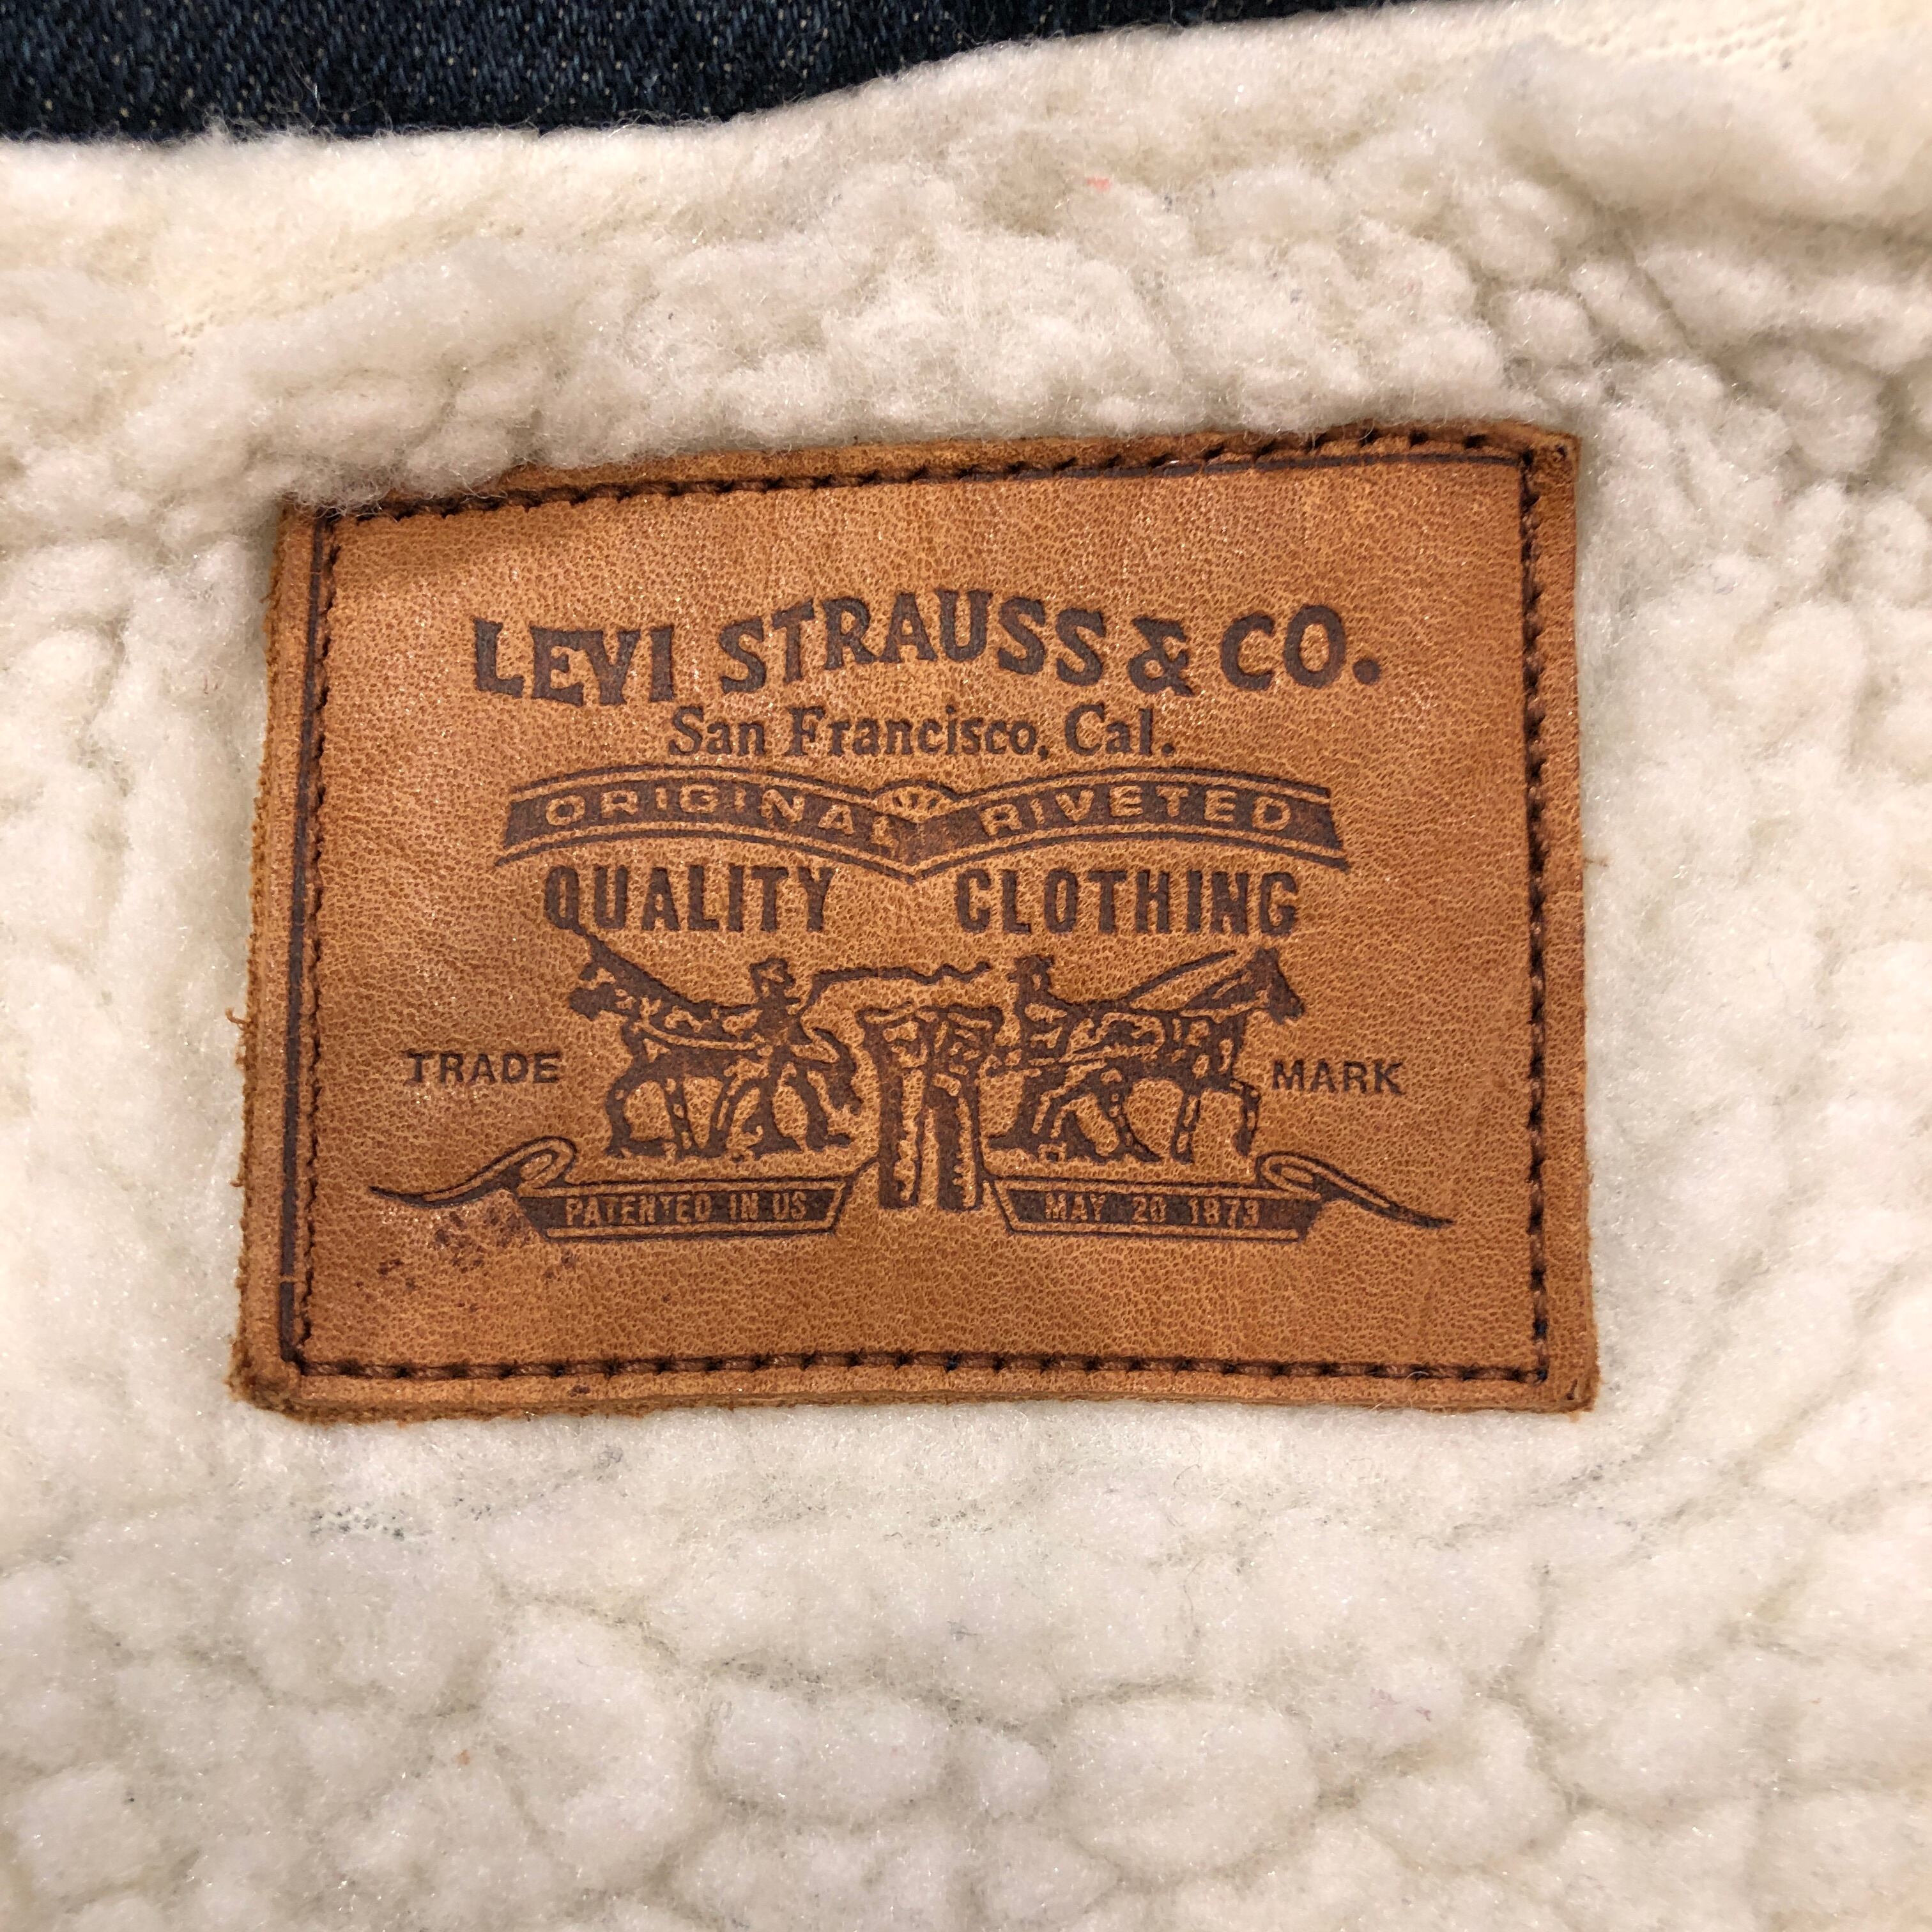 LEVI STRAUSS & CO.
San Francisco, Cal.
ORIGINAL RIVETED
QUALITY CLOTHING
TRADE MARK
PATENTED IN US MAY 20 1873